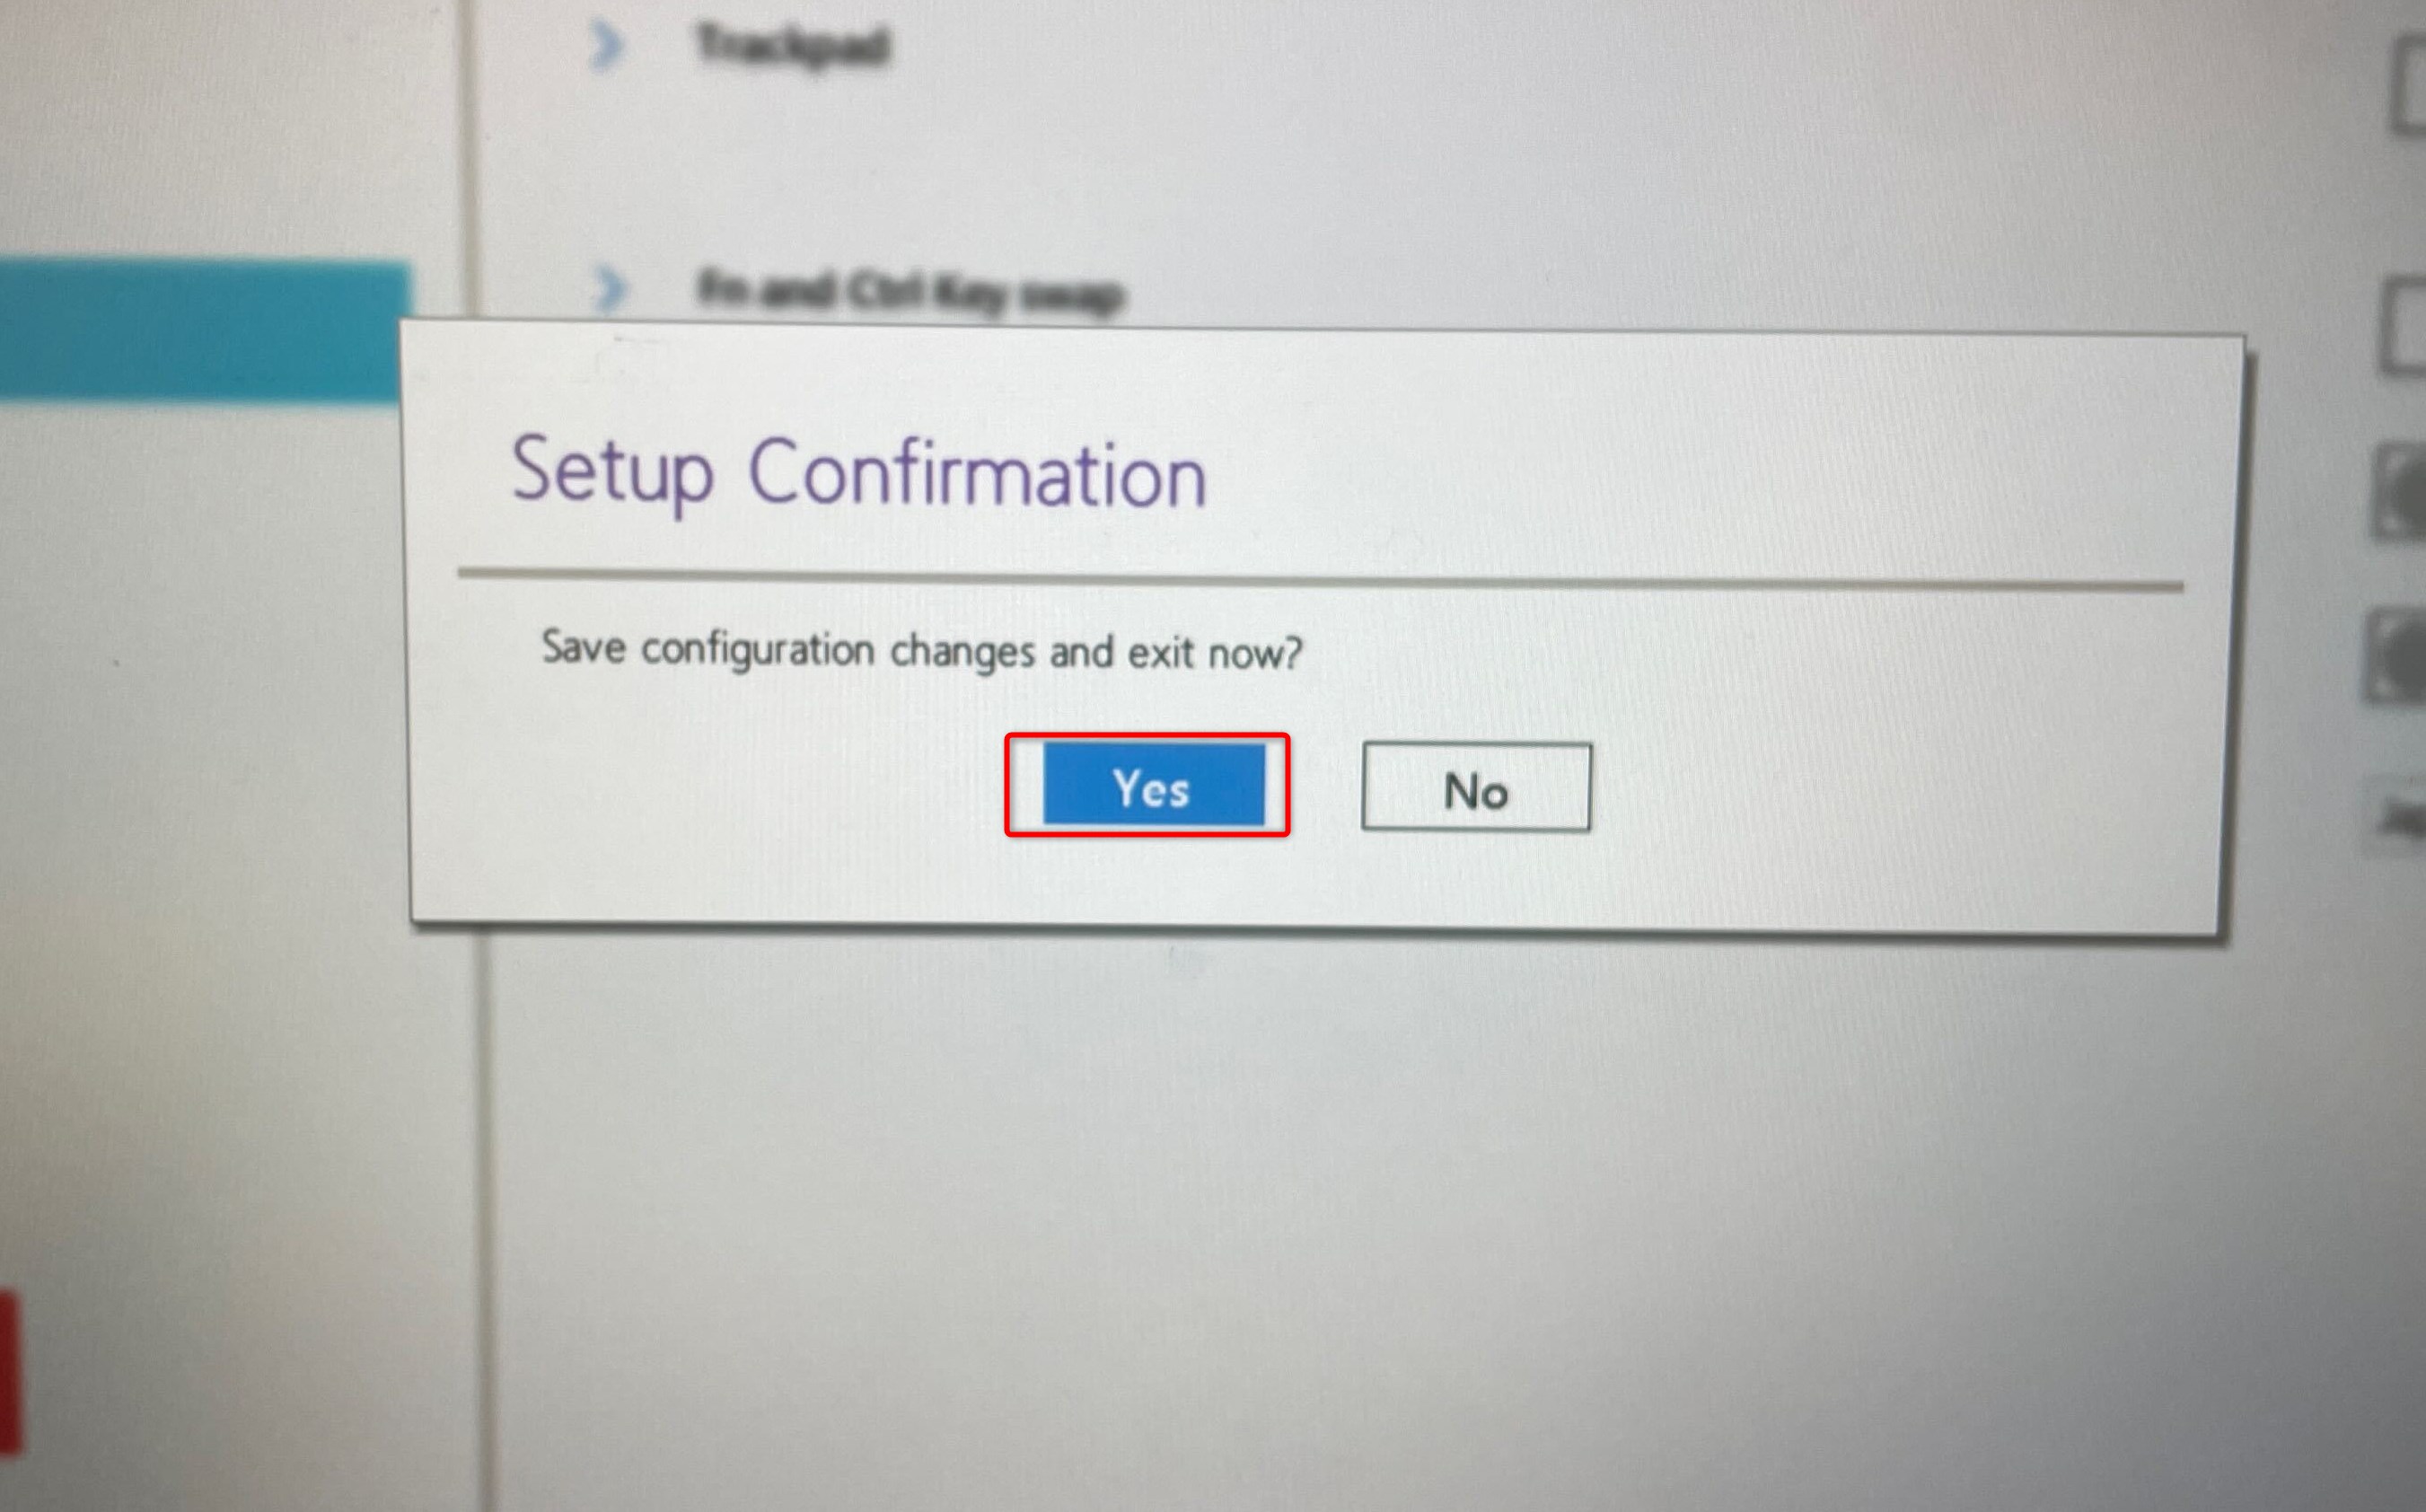 Trackpad
Fn and Ctrl Key swap
Setup Confirmation
Save configuration changes and exit now?
Yes
No